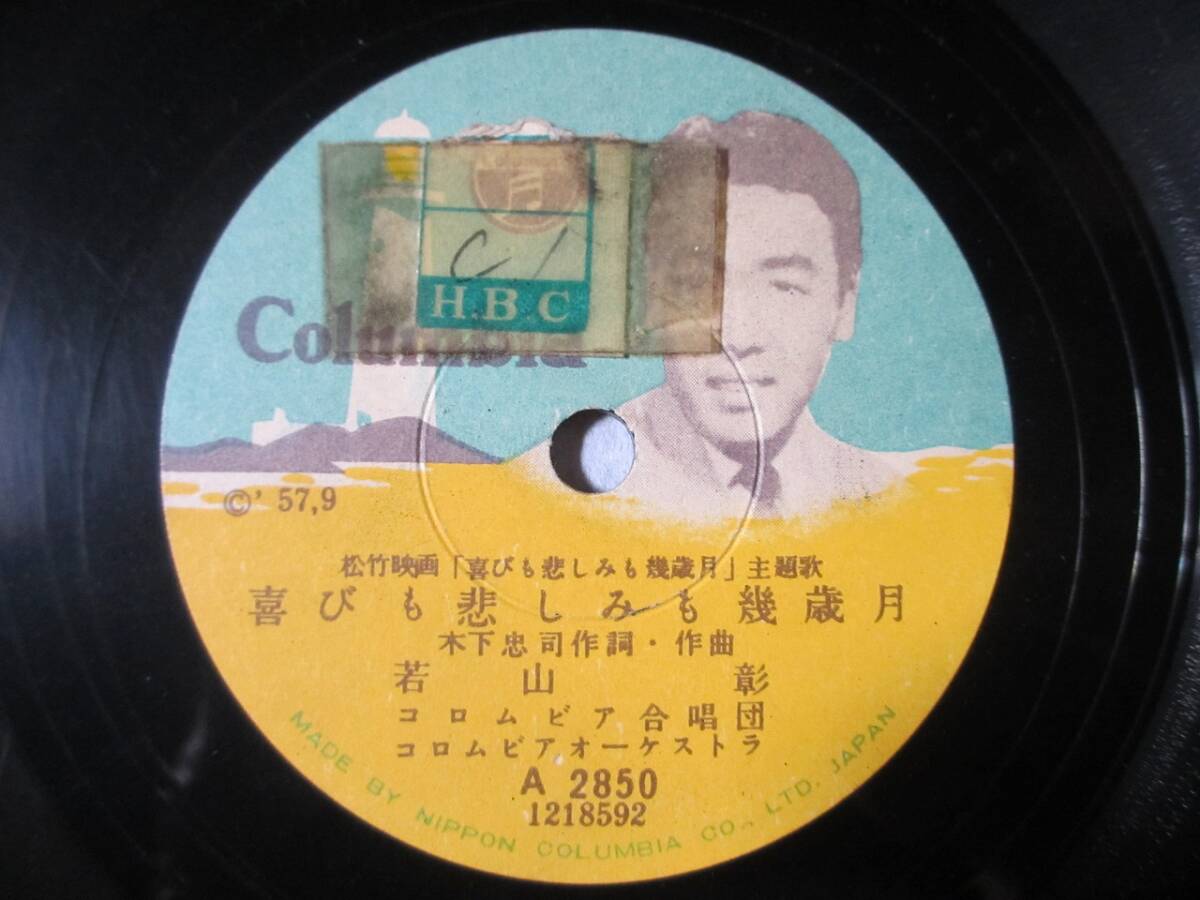 C1
H.B.C
Columbia
©'57,9
松竹映画「喜びも悲しみも幾歳月」主題歌
喜びも悲しみも幾歳月
木下忠司作詞・作曲
若山彰
コロムビア合唱団
コロムビアオーケストラ
A 2850
1218592
MADE BY NIPPON COLUMBIA CO., LTD. JAPAN